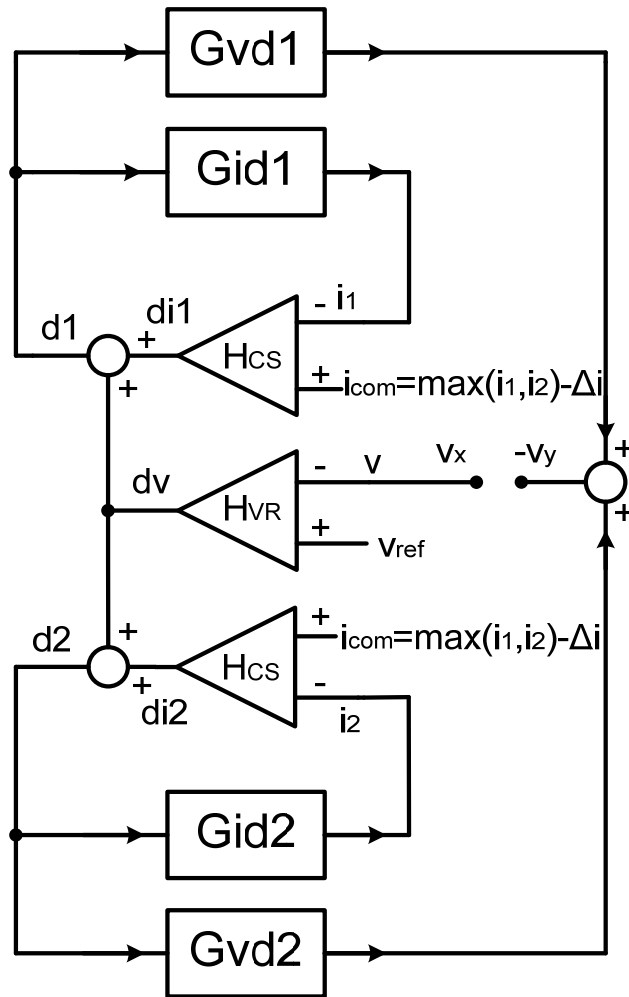 Gvd1
Gid1
- i1
d1 + di1 HCS
+ + icom=max(i1,i2)-Δi
dv HVR - v vx -vy +
+ vref +
+ icom=max(i1,i2)-Δi
d2 + HCS
+ di2 - i2
Gid2
Gvd2